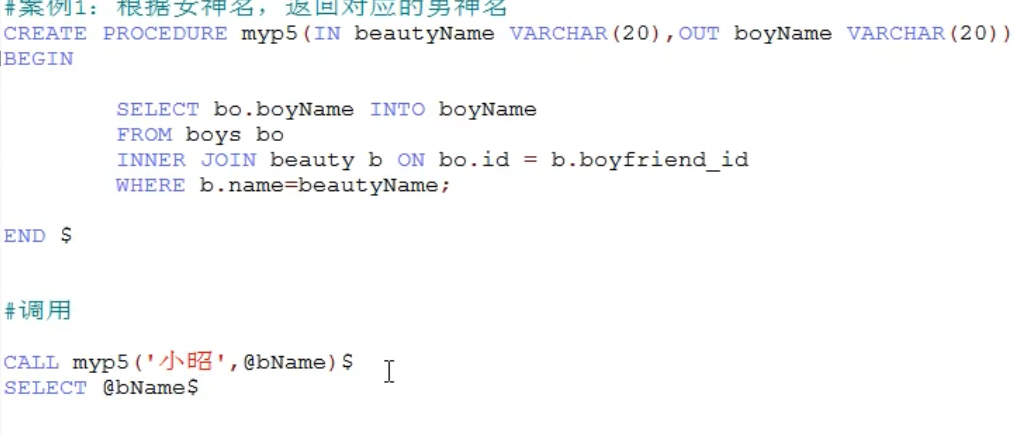 #案例1：根据女神名，返回对应的男神名
CREATE PROCEDURE myp5(IN beautyName VARCHAR(20),OUT boyName VARCHAR(20))
BEGIN
SELECT bo.boyName INTO boyName
FROM boys bo
INNER JOIN beauty b ON bo.id = b.boyfriend_id
WHERE b.name=beautyName;
END $
#调用
CALL myp5('小昭',@bName)$
SELECT @bName$